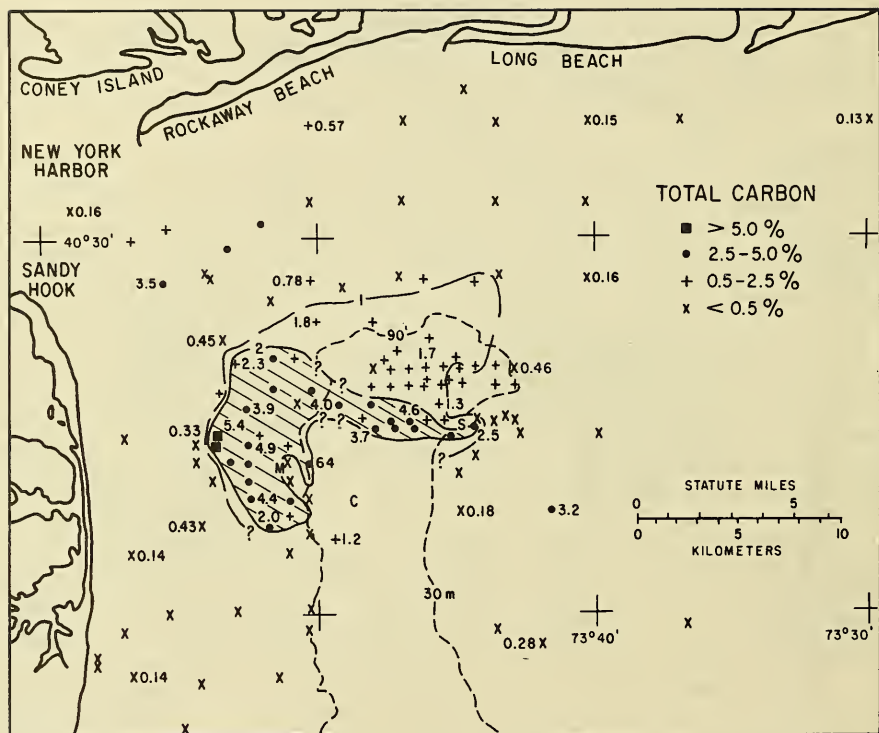 CONEY ISLAND
ROCKAWAY BEACH
LONG BEACH
NEW YORK
HARBOR
+0.57
x0.15
0.13x
x0.16
40°30'
SANDY
HOOK
3.5
0.78+
x0.16
TOTAL CARBON
■ > 5.0 %
• 2.5-5.0 %
+ 0.5-2.5 %
x < 0.5 %
1
1.8+
90'
0.45x
2
?
1.7
+2.3
?
x0.46
3.9
4.0
4.6
+1.3
5.4
? ?
S
0.33
3.7
2.5
4.9
?
M
.64
4.4
C
2.0
x0.18
3.2
0.43x
?
+1.2
x0.14
STATUTE MILES
0 5
0 5 10
KILOMETERS
30m
0.28x
73°40'
73°30'
x0.14